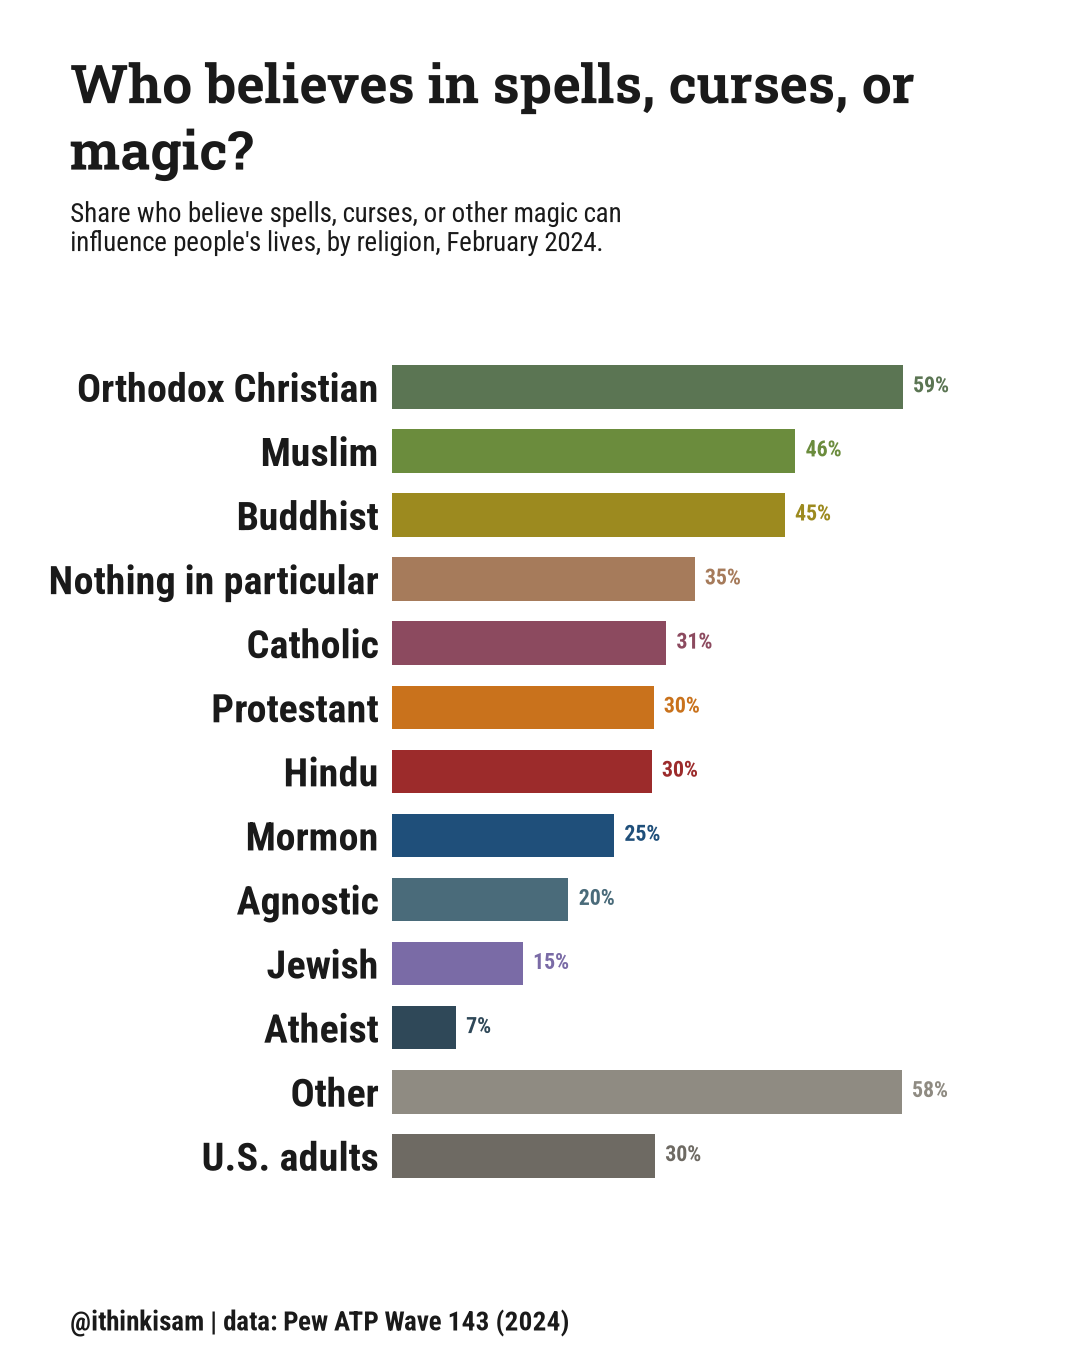 Who believes in spells, curses, or
magic?
Share who believe spells, curses, or other magic can
influence people's lives, by religion, February 2024.
Orthodox Christian 59%
Muslim 46%
Buddhist 45%
Nothing in particular 35%
Catholic 31%
Protestant 30%
Hindu 30%
Mormon 25%
Agnostic 20%
Jewish 15%
Atheist 7%
Other 58%
U.S. adults 30%
@ithinkisam | data: Pew ATP Wave 143 (2024)